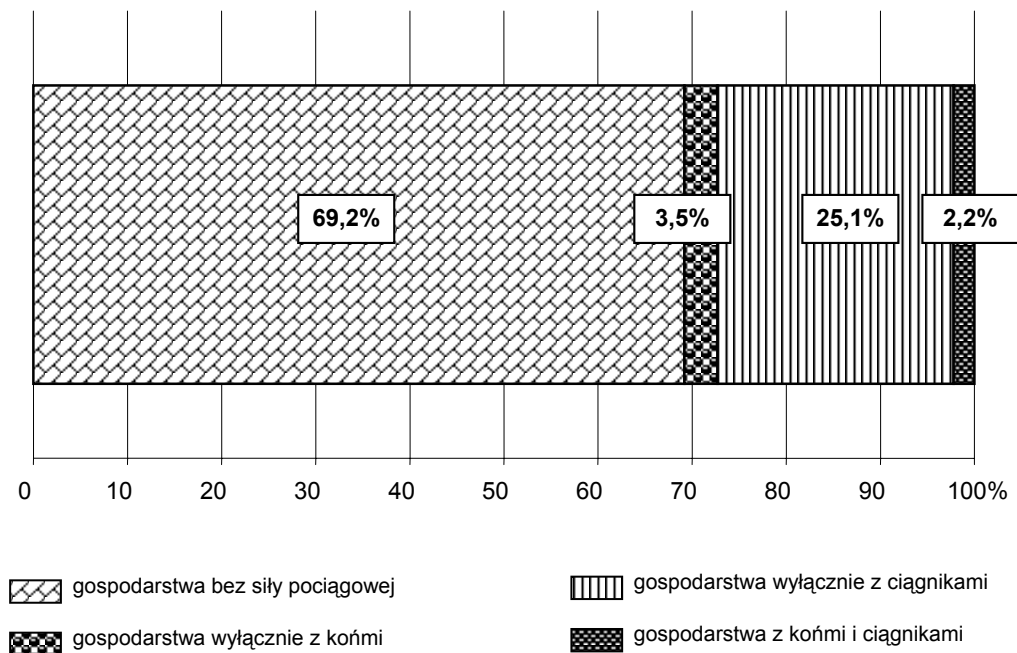 69,2% 3,5% 25,1% 2,2%
0 10 20 30 40 50 60 70 80 90 100%
gospodarstwa bez siły pociągowej
gospodarstwa wyłącznie z końmi
gospodarstwa wyłącznie z ciągnikami
gospodarstwa z końmi i ciągnikami